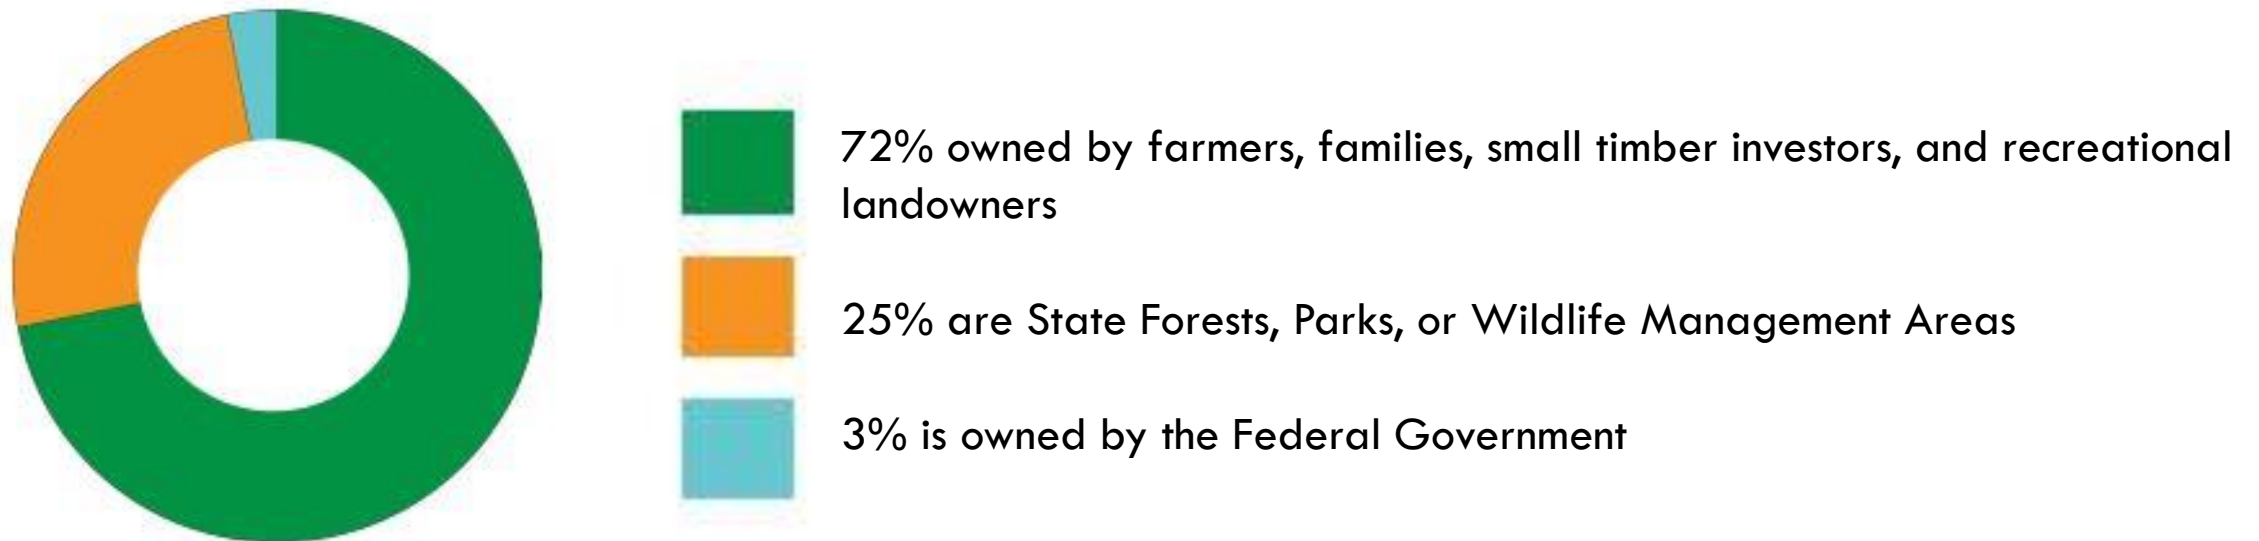 72% owned by farmers, families, small timber investors, and recreational
landowners
25% are State Forests, Parks, or Wildlife Management Areas
3% is owned by the Federal Government